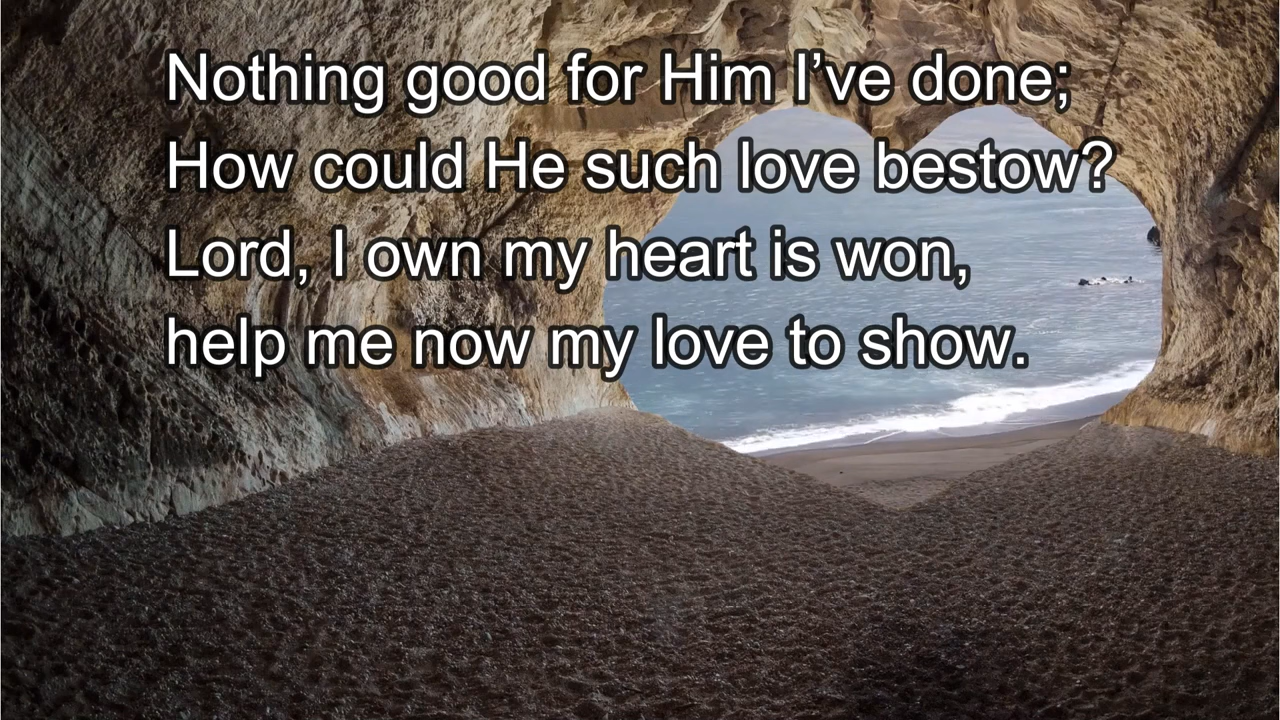 Nothing good for Him I’ve done;
How could He such love bestow?
Lord, I own my heart is won,
help me now my love to show.